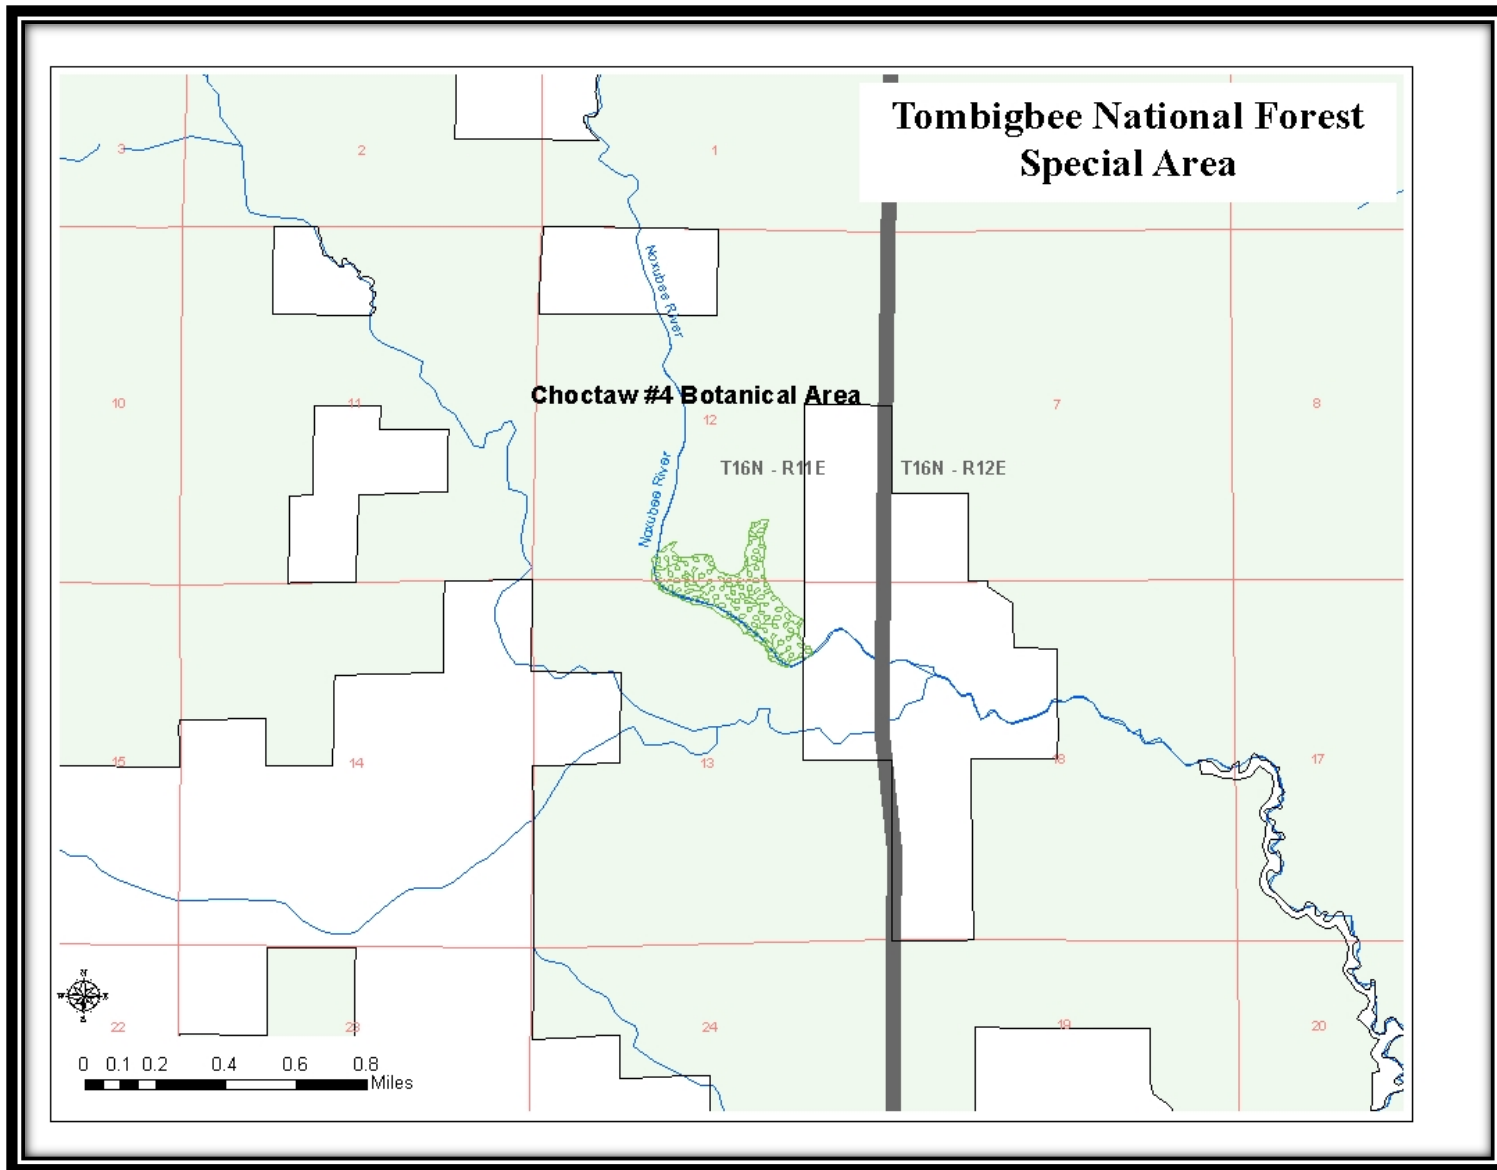 Tombigbee National Forest
Special Area
3
2
1
Noxubee River
Choctaw #4 Botanical Area
10
11
12
7
8
T16N - R11E
T16N - R12E
Noxubee River
15
14
13
18
17
22
23
24
19
20
0 0.1 0.2 0.4 0.6 0.8
Miles